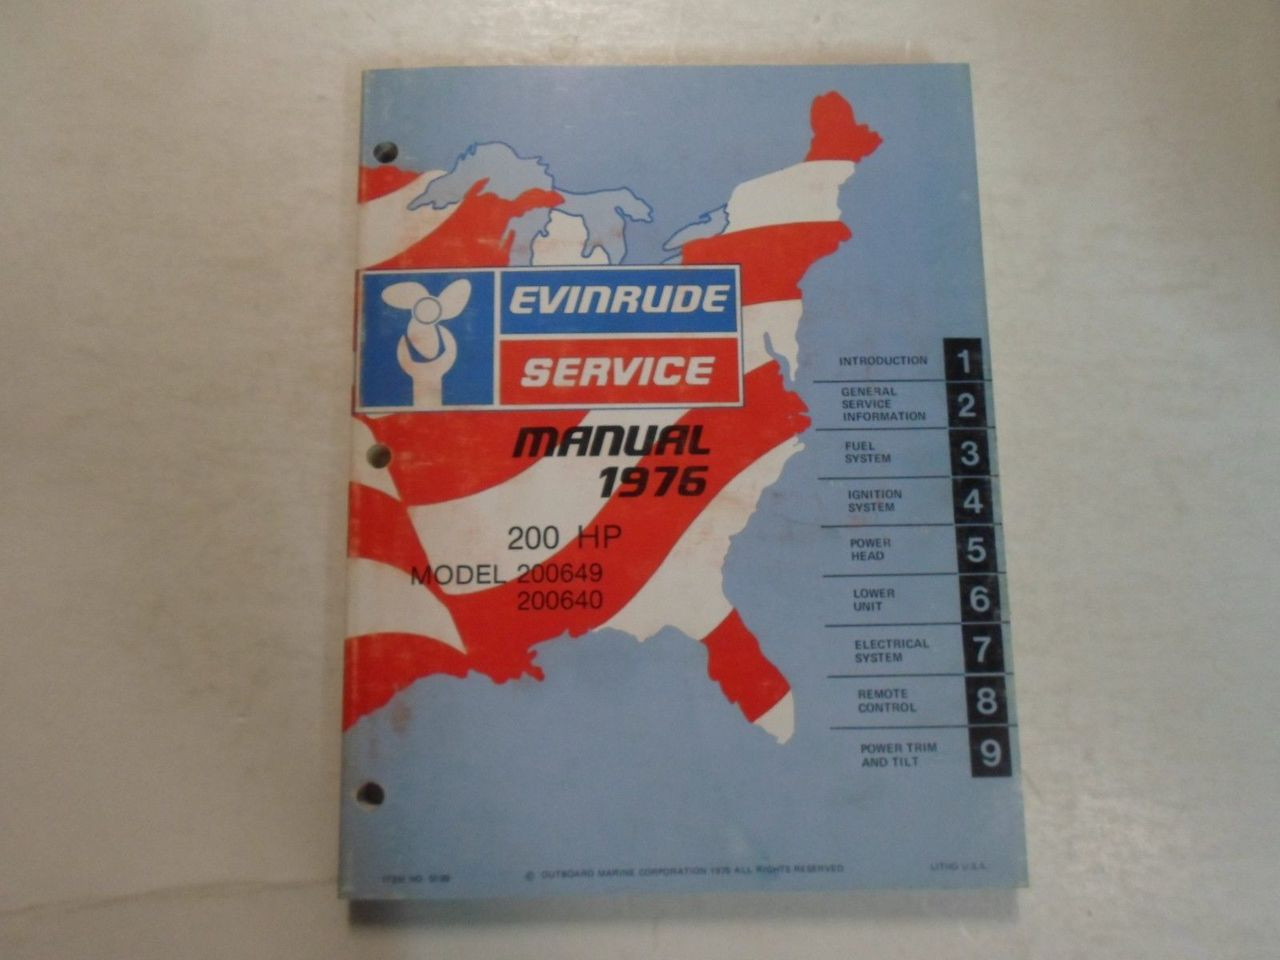 EVINRUDE
SERVICE
MANUAL
1976
200 HP
MODEL 200649
200640
INTRODUCTION 1
GENERAL
SERVICE
INFORMATION 2
FUEL
SYSTEM 3
IGNITION
SYSTEM 4
POWER
HEAD 5
LOWER
UNIT 6
ELECTRICAL
SYSTEM 7
REMOTE
CONTROL 8
POWER TRIM
AND TILT 9
ITEM NO.
© OUTBOARD MARINE CORPORATION 1975 ALL RIGHTS RESERVED
LITHO U.S.A.